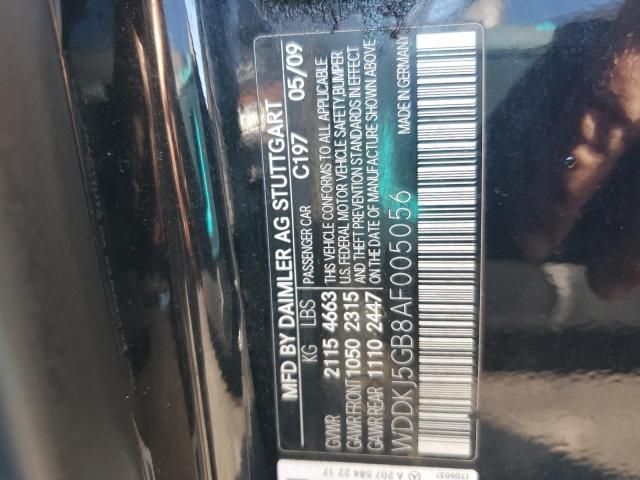 MFD BY DAIMLER AG STUTTGART
C197 05/09
KG LBS PASSENGER CAR
GVWR 2115 4663 THIS VEHICLE CONFORMS TO ALL APPLICABLE
U.S. FEDERAL MOTOR VEHICLE SAFETY, BUMPER
GAWR FRONT 1050 2315 AND THEFT PREVENTION STANDARDS IN EFFECT
GAWR REAR 1110 2447 ON THE DATE OF MANUFACTURE SHOWN ABOVE.
MADE IN GERMANY
WDDKJ5GB8AF005056
A 207 584 22 17
1705037